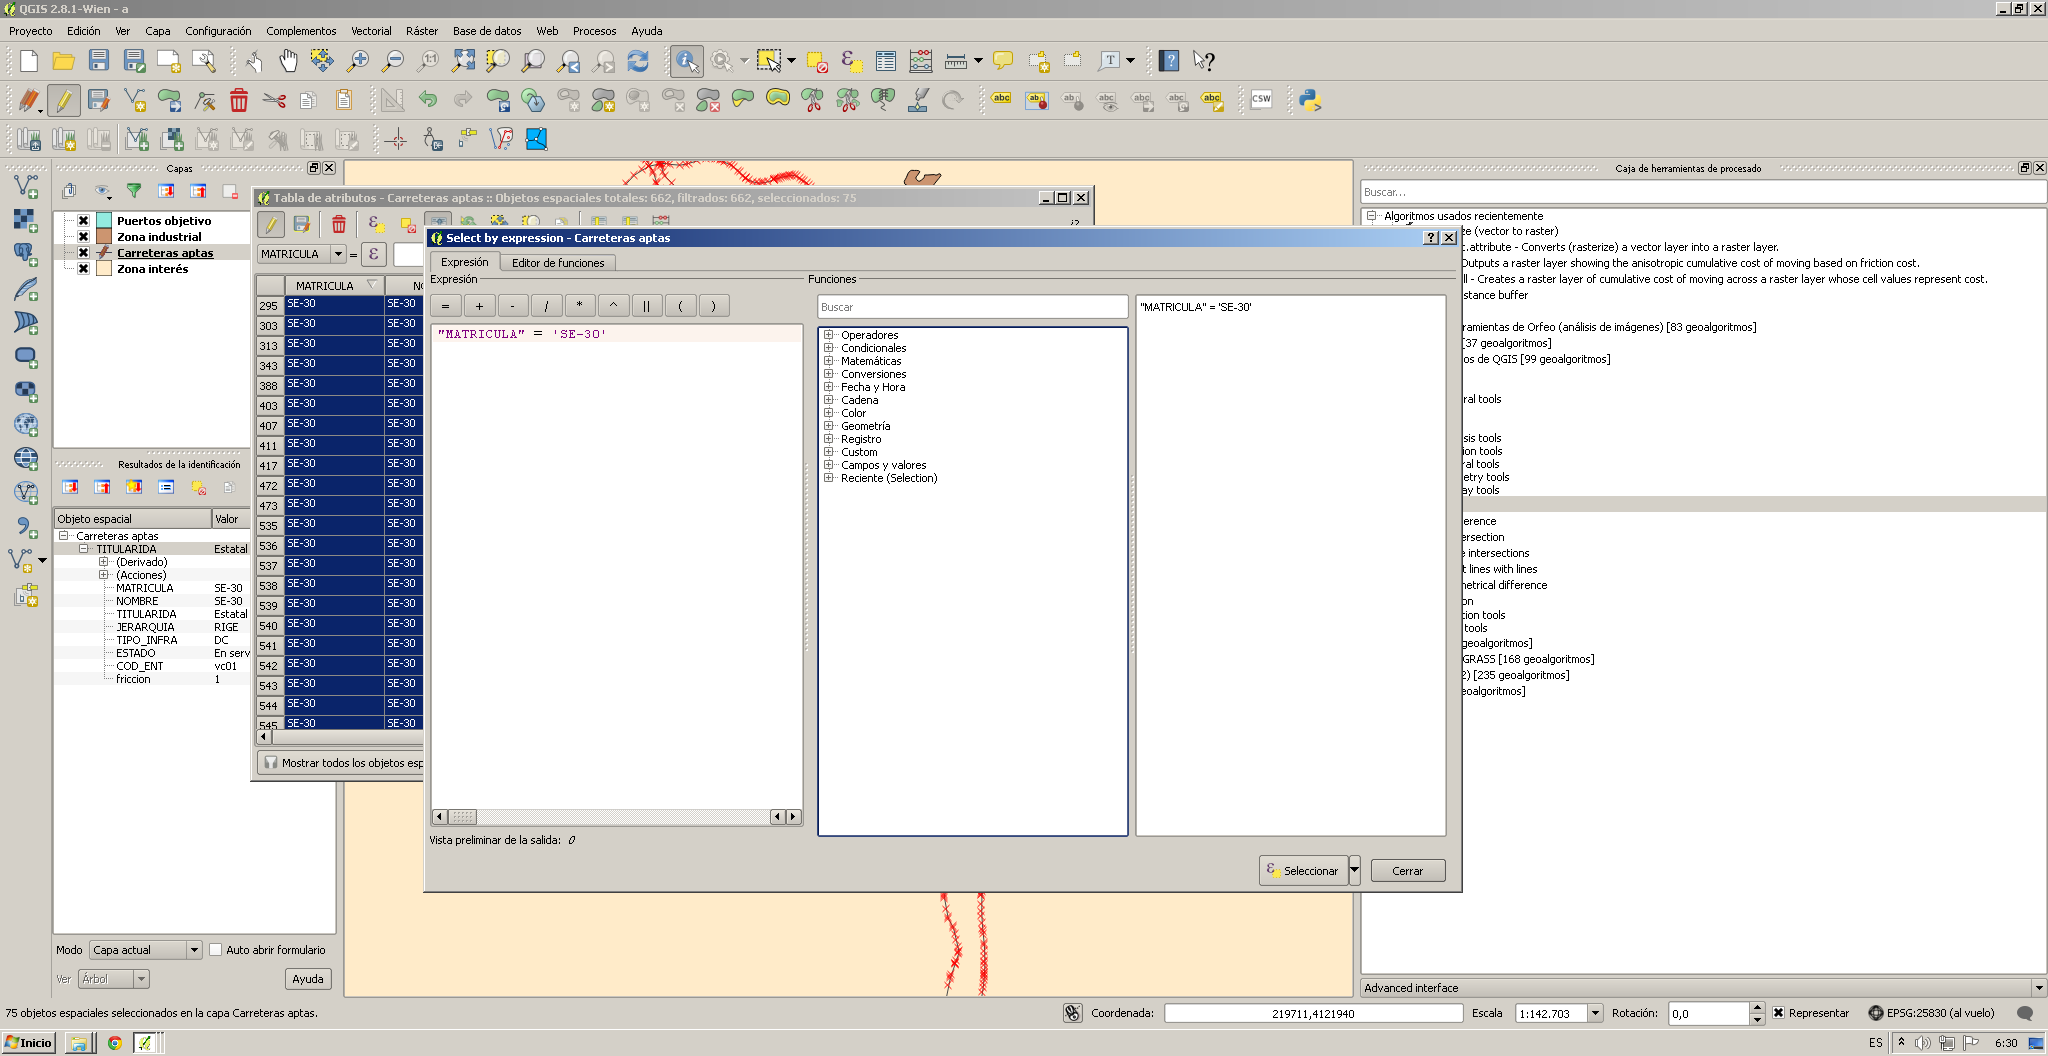 QGIS 2.8.1-Wien - a
Proyecto Edición Ver Capa Configuración Complementos Vectorial Ráster Base de datos Web Procesos Ayuda
Capas
Puertos objetivo
Zona industrial
Carreteras aptas
Zona interés
Resultados de la identificación
Objeto espacial Valor
Carreteras aptas
TITULARIDA Estatal
(Derivado)
(Acciones)
MATRICULA SE-30
NOMBRE SE-30
TITULARIDA Estatal
JERARQUIA RIGE
TIPO_INFRA DC
ESTADO En serv
COD_ENT vc01
friccion 1
Modo Capa actual Auto abrir formulario
Ver Árbol Ayuda
Tabla de atributos - Carreteras aptas :: Objetos espaciales totales: 662, filtrados: 662, seleccionados: 75
MATRICULA =
MATRICULA NO
295 SE-30 SE-30
303 SE-30 SE-30
313 SE-30 SE-30
343 SE-30 SE-30
388 SE-30 SE-30
403 SE-30 SE-30
407 SE-30 SE-30
411 SE-30 SE-30
417 SE-30 SE-30
472 SE-30 SE-30
473 SE-30 SE-30
535 SE-30 SE-30
536 SE-30 SE-30
537 SE-30 SE-30
538 SE-30 SE-30
539 SE-30 SE-30
540 SE-30 SE-30
541 SE-30 SE-30
542 SE-30 SE-30
543 SE-30 SE-30
544 SE-30 SE-30
545 SE-30 SE-30
Mostrar todos los objetos esp
Select by expression - Carreteras aptas
Expresión Editor de funciones
Expresión Funciones
= + - / * ^ || ( )
Buscar
"MATRICULA" = 'SE-30'
Operadores
Condicionales
Matemáticas
Conversiones
Fecha y Hora
Cadena
Color
Geometría
Registro
Custom
Campos y valores
Reciente (Selection)
"MATRICULA" = 'SE-30'
Vista preliminar de la salida: 0
Seleccionar Cerrar
Caja de herramientas de procesado
Buscar...
Algoritmos usados recientemente
ze (vector to raster)
t.attribute - Converts (rasterize) a vector layer into a raster layer.
Outputs a raster layer showing the anisotropic cumulative cost of moving based on friction cost.
ll - Creates a raster layer of cumulative cost of moving across a raster layer whose cell values represent cost.
stance buffer
ramientas de Orfeo (análisis de imágenes) [83 geoalgoritmos]
[37 geoalgoritmos]
os de QGIS [99 geoalgoritmos]
ral tools
sis tools
ion tools
ral tools
etry tools
ay tools
erence
ersection
e intersections
t lines with lines
metrical difference
on
tion tools
tools
geoalgoritmos]
GRASS [168 geoalgoritmos]
2) [235 geoalgoritmos]
eoalgoritmos]
Advanced interface
75 objetos espaciales seleccionados en la capa Carreteras aptas.
Coordenada: 219711,4121940 Escala 1:142.703 Rotación: 0,0 Representar EPSG:25830 (al vuelo)
Inicio ES 6:30